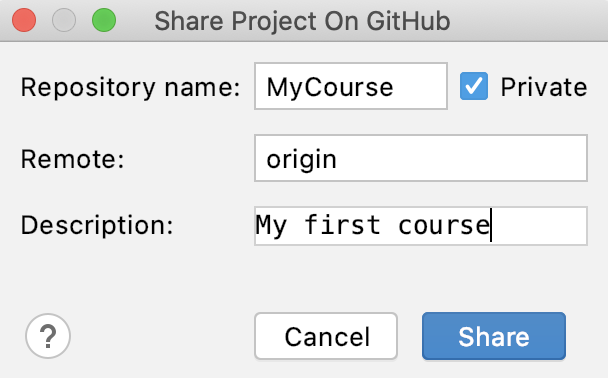 Share Project On GitHub
Repository name: MyCourse Private
Remote: origin
Description: My first course
? Cancel Share